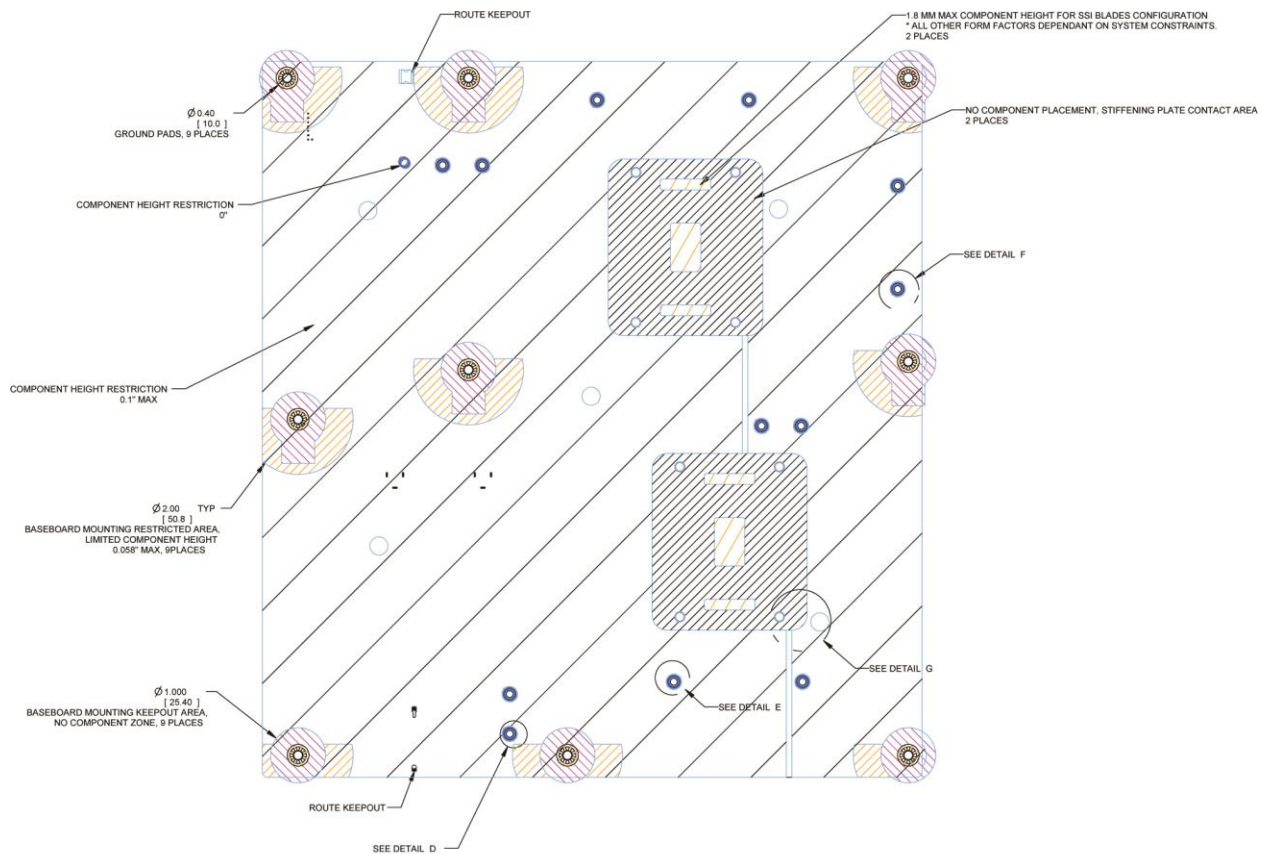 ROUTE KEEPOUT
1.8 MM MAX COMPONENT HEIGHT FOR SSI BLADES CONFIGURATION
* ALL OTHER FORM FACTORS DEPENDANT ON SYSTEM CONSTRAINTS.
2 PLACES
Ø 0.40
[ 10.0 ]
GROUND PADS, 9 PLACES
NO COMPONENT PLACEMENT, STIFFENING PLATE CONTACT AREA
2 PLACES
COMPONENT HEIGHT RESTRICTION
0"
SEE DETAIL F
COMPONENT HEIGHT RESTRICTION
0.1" MAX
Ø 2.00 TYP
[ 50.8 ]
BASEBOARD MOUNTING RESTRICTED AREA,
LIMITED COMPONENT HEIGHT
0.058" MAX, 9PLACES
SEE DETAIL G
Ø 1.000
[ 25.40 ]
BASEBOARD MOUNTING KEEPOUT AREA,
NO COMPONENT ZONE, 9 PLACES
SEE DETAIL E
ROUTE KEEPOUT
SEE DETAIL D